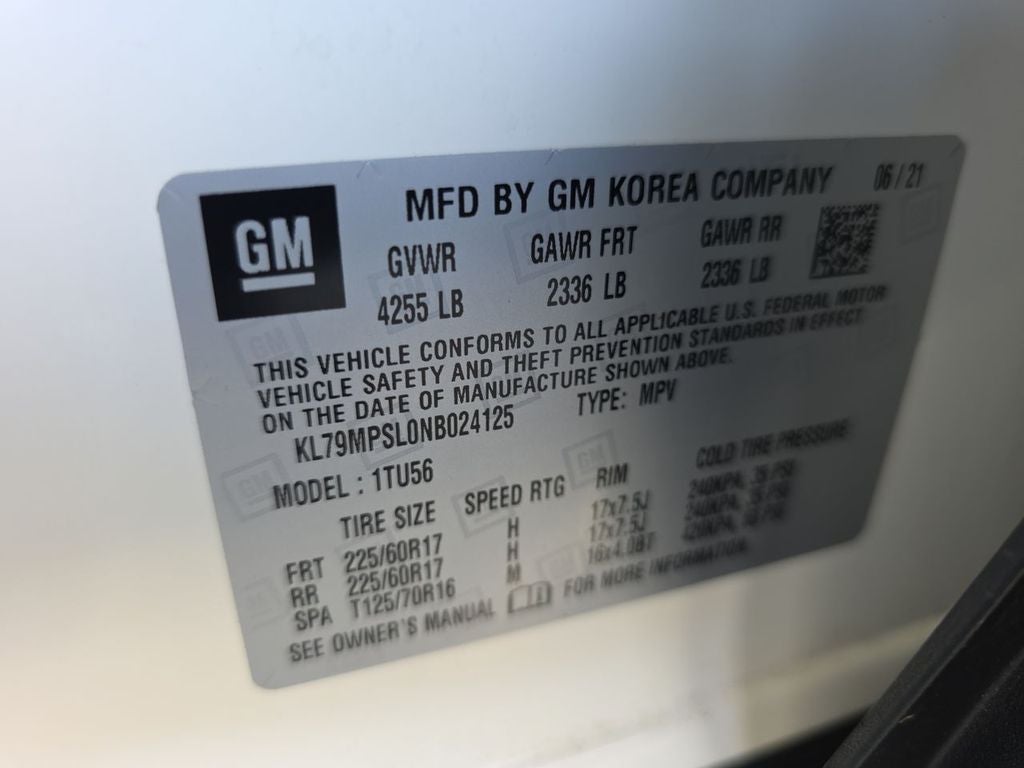 GM
MFD BY GM KOREA COMPANY 06/21
GVWR GAWR FRT GAWR RR
4255 LB 2336 LB 2336 LB
THIS VEHICLE CONFORMS TO ALL APPLICABLE U.S. FEDERAL MOTOR
VEHICLE SAFETY AND THEFT PREVENTION STANDARDS IN EFFECT
ON THE DATE OF MANUFACTURE SHOWN ABOVE.
KL79MPSL0NB024125 TYPE: MPV
MODEL : 1TU56
TIRE SIZE SPEED RTG RIM COLD TIRE PRESSURE
FRT 225/60R17 H 17x7.5J 240KPA, 35 PSI
RR 225/60R17 H 17x7.5J 240KPA, 35 PSI
SPA T125/70R16 M 16x4.0BT 420KPA, 60 PSI
SEE OWNER'S MANUAL FOR MORE INFORMATION.